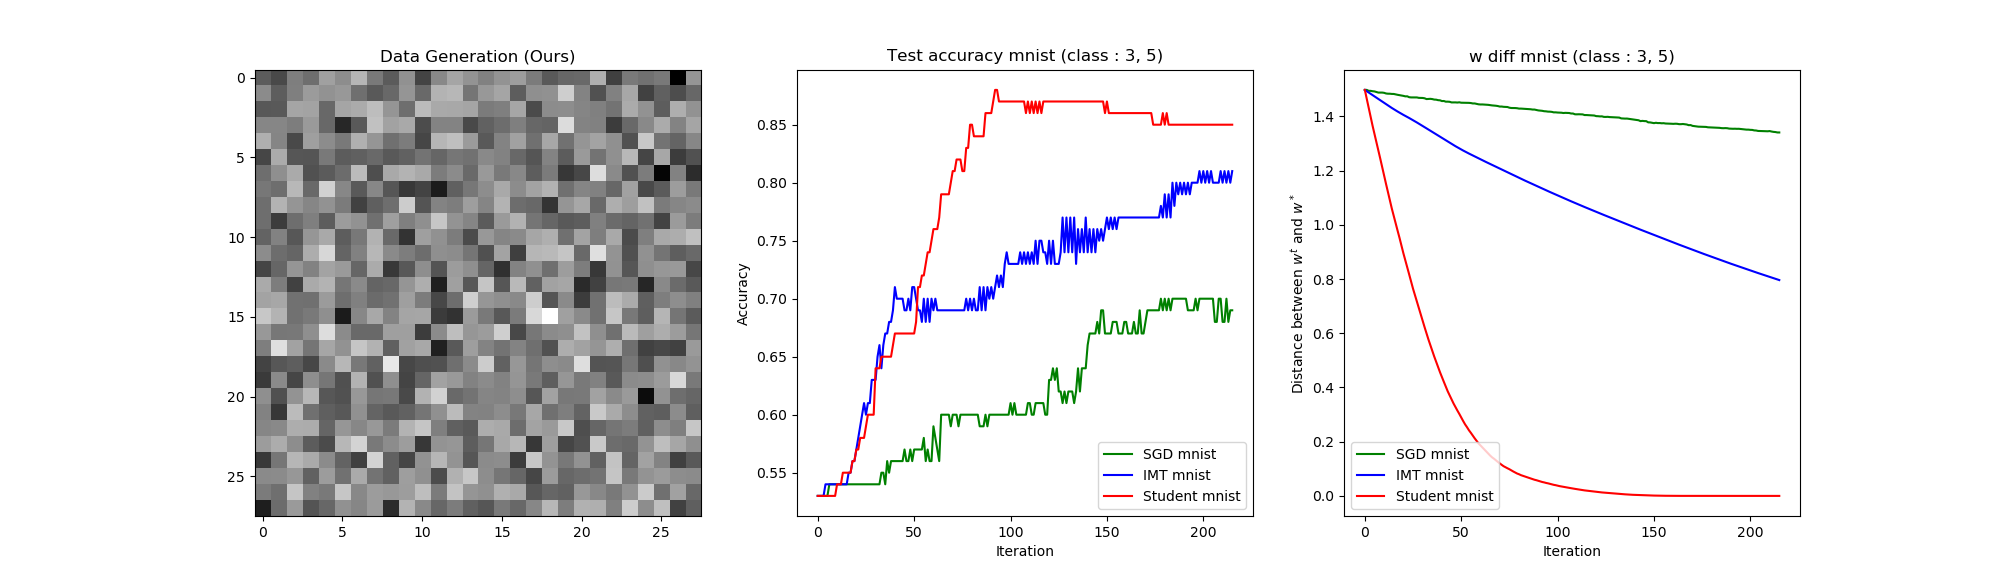 Data Generation (Ours)
0
5
10
15
20
25
0 5 10 15 20 25
Test accuracy mnist (class : 3, 5)
Accuracy
0.85
0.80
0.75
0.70
0.65
0.60
0.55
0 50 100 150 200
Iteration
SGD mnist
IMT mnist
Student mnist
w diff mnist (class : 3, 5)
Distance between w^t and w^*
1.4
1.2
1.0
0.8
0.6
0.4
0.2
0.0
0 50 100 150 200
Iteration
SGD mnist
IMT mnist
Student mnist